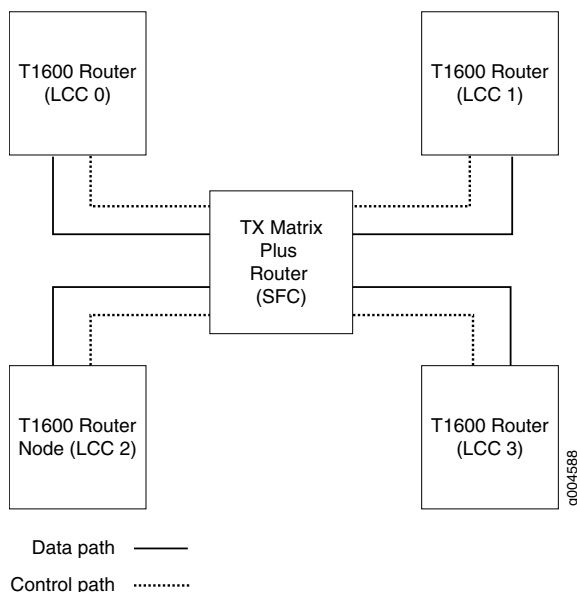 T1600 Router
(LCC 0)
T1600 Router
(LCC 1)
TX Matrix
Plus
Router
(SFC)
T1600 Router
Node (LCC 2)
T1600 Router
(LCC 3)
g004588
Data path
Control path